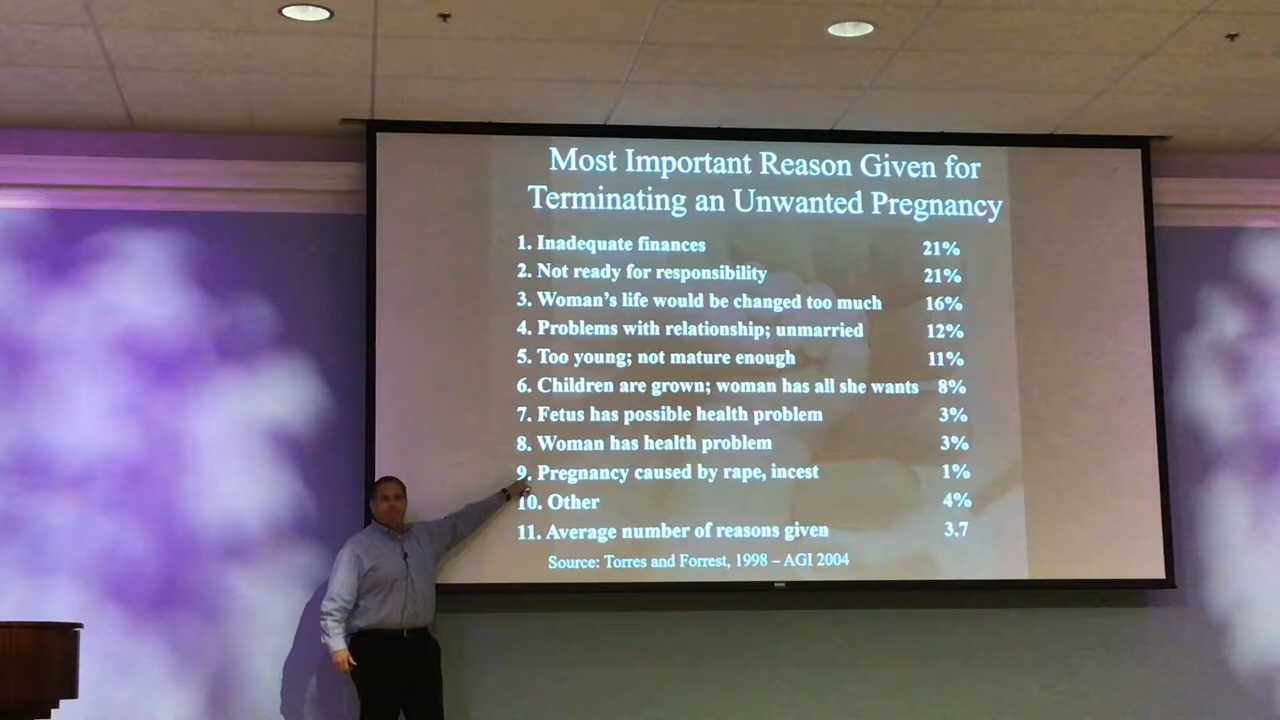 Most Important Reason Given for
Terminating an Unwanted Pregnancy
1. Inadequate finances 21%
2. Not ready for responsibility 21%
3. Woman's life would be changed too much 16%
4. Problems with relationship; unmarried 12%
5. Too young; not mature enough 11%
6. Children are grown; woman has all she wants 8%
7. Fetus has possible health problem 3%
8. Woman has health problem 3%
9. Pregnancy caused by rape, incest 1%
10. Other 4%
11. Average number of reasons given 3.7
Source: Torres and Forrest, 1998 – AGI 2004